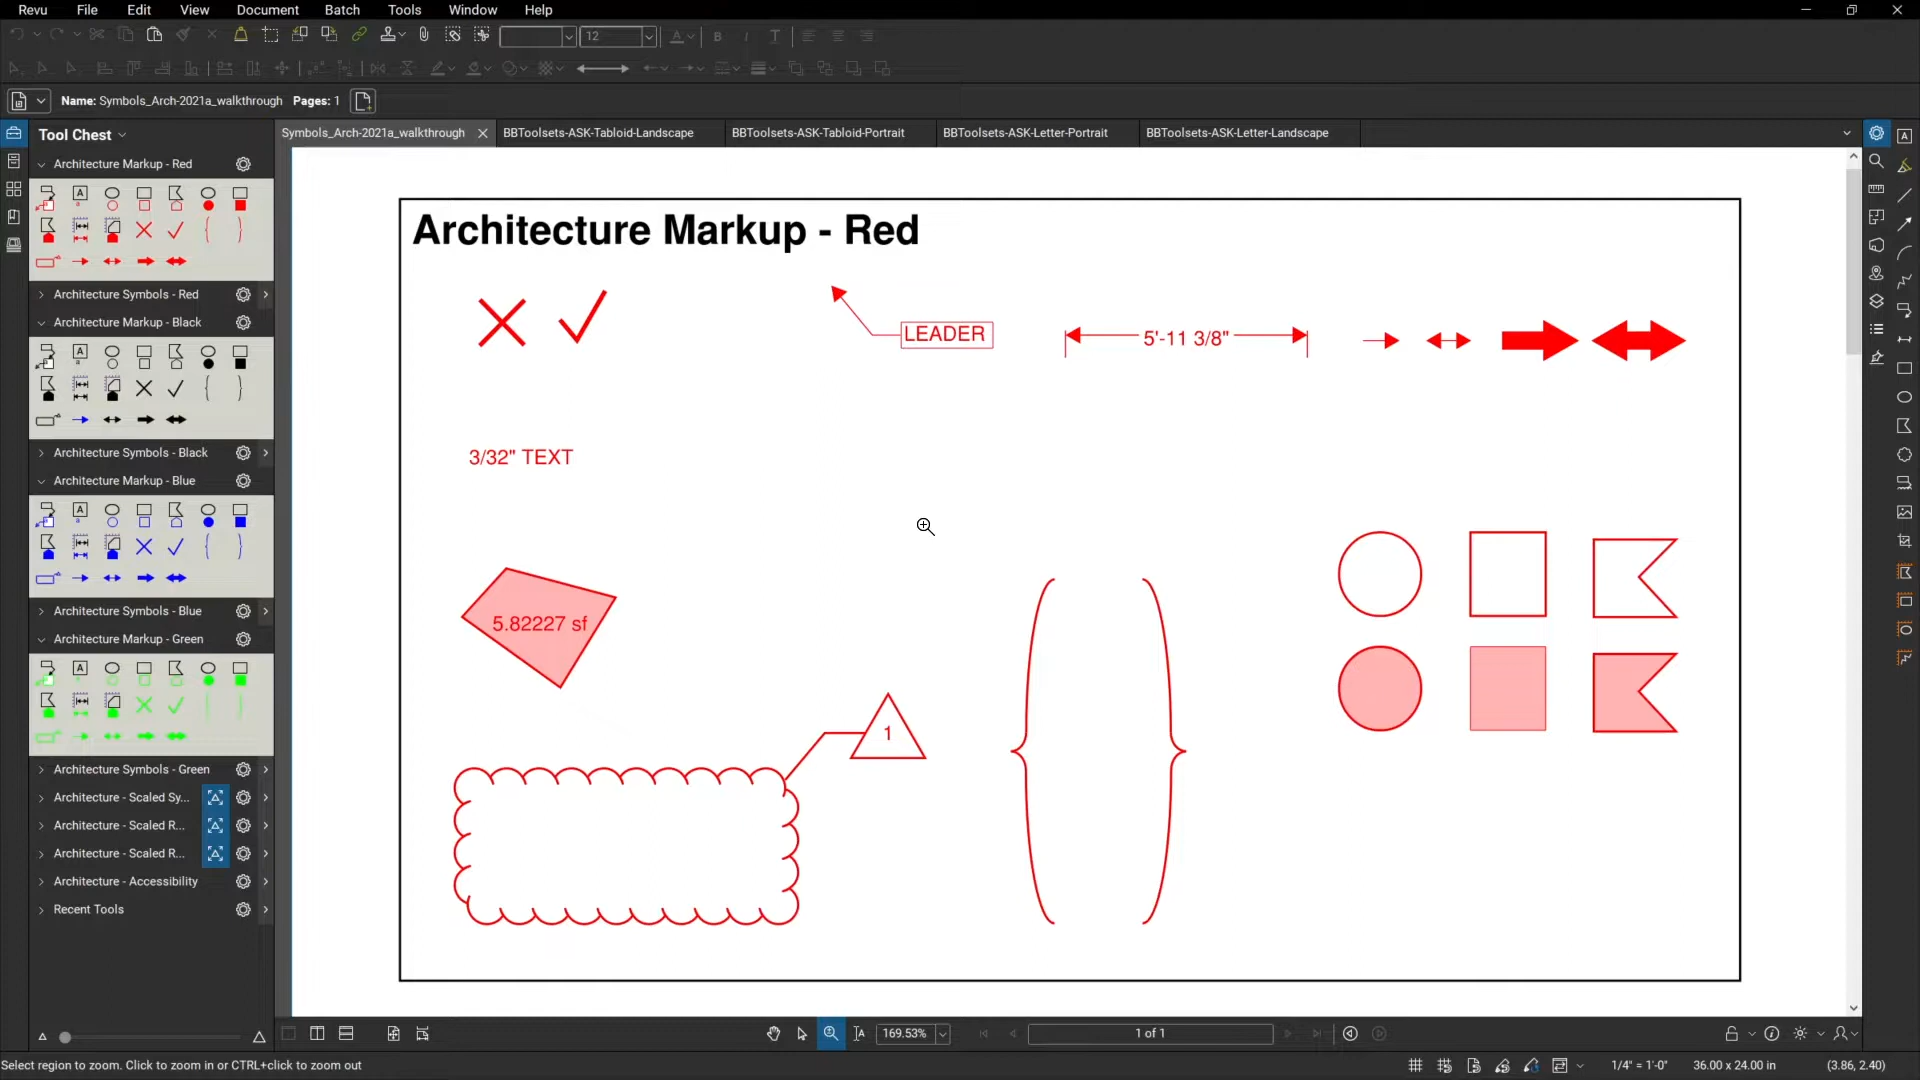 Revu File Edit View Document Batch Tools Window Help
12
Name: Symbols_Arch-2021a_walkthrough Pages: 1
Tool Chest
Symbols_Arch-2021a_walkthrough BBToolsets-ASK-Tabloid-Landscape BBToolsets-ASK-Tabloid-Portrait BBToolsets-ASK-Letter-Portrait BBToolsets-ASK-Letter-Landscape
Architecture Markup - Red
Architecture Symbols - Red
Architecture Markup - Black
Architecture Symbols - Black
Architecture Markup - Blue
Architecture Symbols - Blue
Architecture Markup - Green
Architecture Symbols - Green
Architecture - Scaled Sy...
Architecture - Scaled R...
Architecture - Scaled R...
Architecture - Accessibility
Recent Tools
Architecture Markup - Red
LEADER
5'-11 3/8"
3/32" TEXT
5.82227 sf
1
169.53% 1 of 1
Select region to zoom. Click to zoom in or CTRL+click to zoom out
1/4" = 1'-0" 36.00 x 24.00 in (3.86, 2.40)